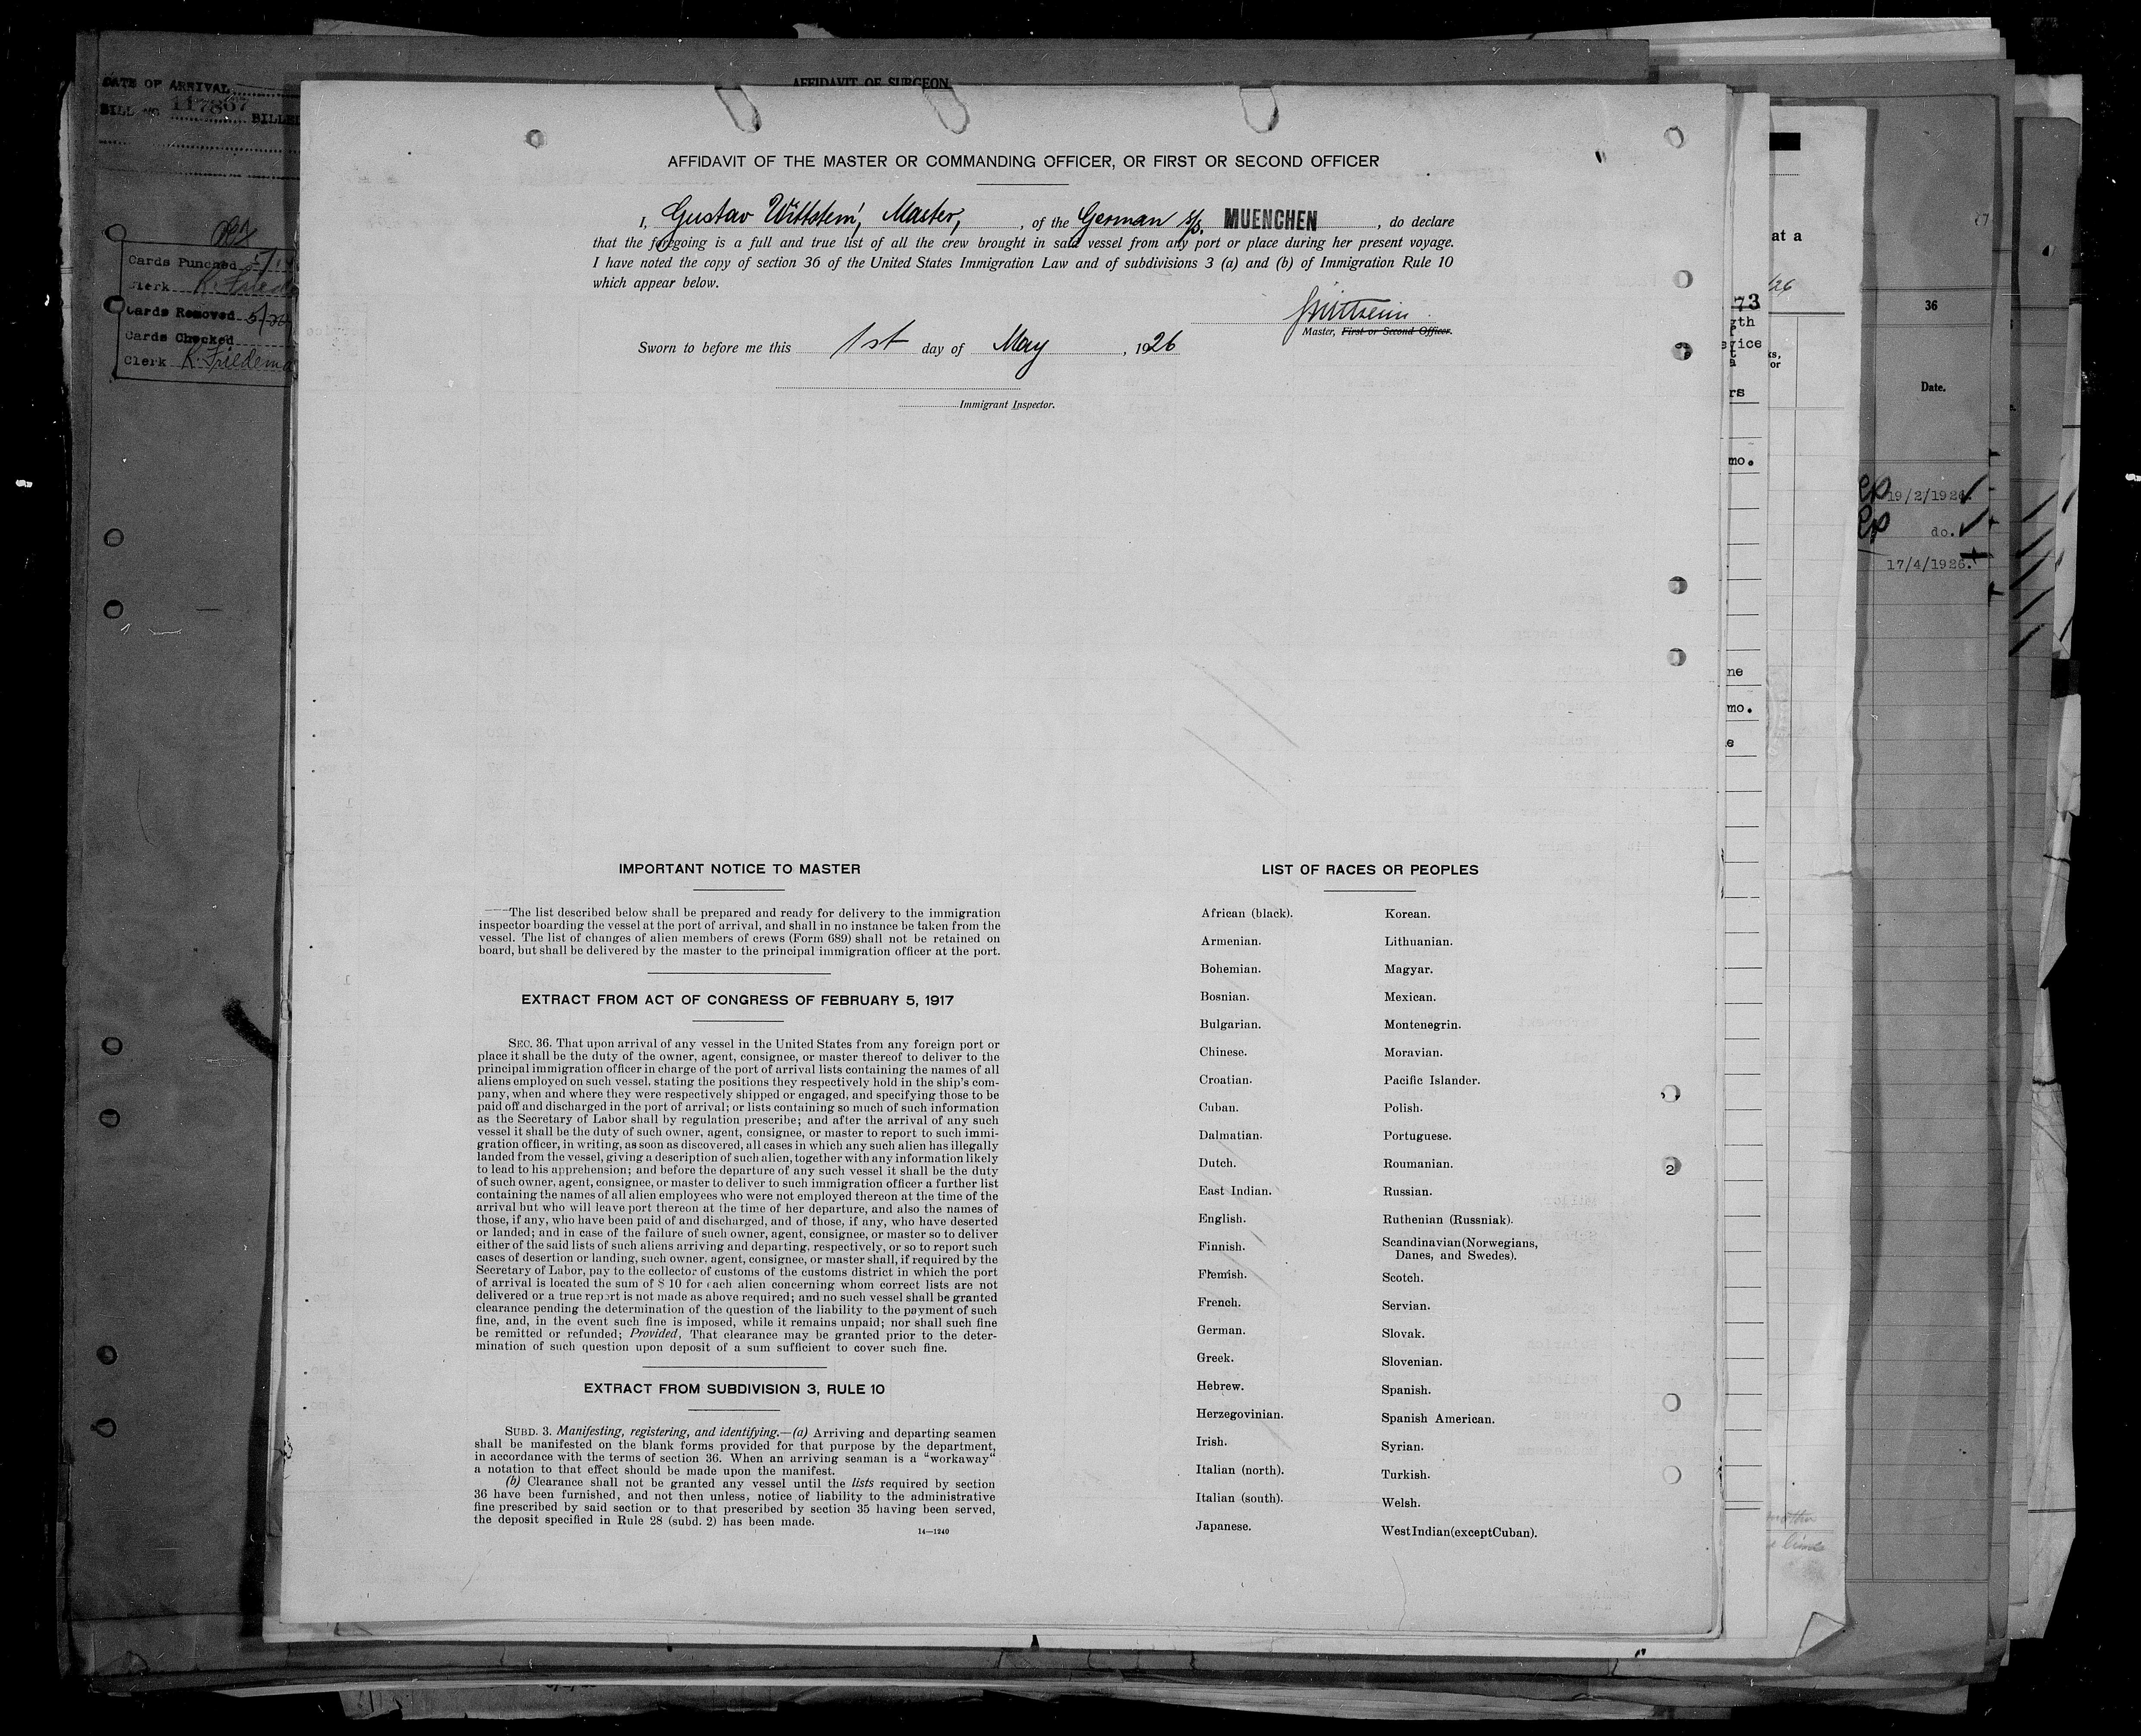 DATE OF ARRIVAL
AFFIDAVIT OF SURGEON
BILL NO 117867 BILLE
Cards Punched 5/1
Clerk K. Friede
Cards Removed 5/20
Cards Checked
Clerk K. Friedema
AFFIDAVIT OF THE MASTER OR COMMANDING OFFICER, OR FIRST OR SECOND OFFICER
I, Gustav Wittstein, Master, , of the German s/s. MUENCHEN , do declare
that the foregoing is a full and true list of all the crew brought in said vessel from any port or place during her present voyage.
I have noted the copy of section 36 of the United States Immigration Law and of subdivisions 3 (a) and (b) of Immigration Rule 10
which appear below.
GWittstein
Master, First or Second Officer.
Sworn to before me this 1st day of May , 1926
Immigrant Inspector.
IMPORTANT NOTICE TO MASTER
The list described below shall be prepared and ready for delivery to the immigration
inspector boarding the vessel at the port of arrival, and shall in no instance be taken from the
vessel. The list of changes of alien members of crews (Form 689) shall not be retained on
board, but shall be delivered by the master to the principal immigration officer at the port.
EXTRACT FROM ACT OF CONGRESS OF FEBRUARY 5, 1917
SEC. 36. That upon arrival of any vessel in the United States from any foreign port or
place it shall be the duty of the owner, agent, consignee, or master thereof to deliver to the
principal immigration officer in charge of the port of arrival lists containing the names of all
aliens employed on such vessel, stating the positions they respectively hold in the ship's com-
pany, when and where they were respectively shipped or engaged, and specifying those to be
paid off and discharged in the port of arrival; or lists containing so much of such information
as the Secretary of Labor shall by regulation prescribe; and after the arrival of any such
vessel it shall be the duty of such owner, agent, consignee, or master to report to such immi-
gration officer, in writing, as soon as discovered, all cases in which any such alien has illegally
landed from the vessel, giving a description of such alien, together with any information likely
to lead to his apprehension; and before the departure of any such vessel it shall be the duty
of such owner, agent, consignee, or master to deliver to such immigration officer a further list
containing the names of all alien employees who were not employed thereon at the time of the
arrival but who will leave port thereon at the time of her departure, and also the names of
those, if any, who have been paid of and discharged, and of those, if any, who have deserted
or landed; and in case of the failure of such owner, agent, consignee, or master so to deliver
either of the said lists of such aliens arriving and departing, respectively, or so to report such
cases of desertion or landing, such owner, agent, consignee, or master shall, if required by the
Secretary of Labor, pay to the collector of customs of the customs district in which the port
of arrival is located the sum of $ 10 for each alien concerning whom correct lists are not
delivered or a true report is not made as above required; and no such vessel shall be granted
clearance pending the determination of the question of the liability to the payment of such
fine, and, in the event such fine is imposed, while it remains unpaid; nor shall such fine
be remitted or refunded; Provided, That clearance may be granted prior to the deter-
mination of such question upon deposit of a sum sufficient to cover such fine.
EXTRACT FROM SUBDIVISION 3, RULE 10
SUBD. 3. Manifesting, registering, and identifying.—(a) Arriving and departing seamen
shall be manifested on the blank forms provided for that purpose by the department,
in accordance with the terms of section 36. When an arriving seaman is a "workaway"
a notation to that effect should be made upon the manifest.
(b) Clearance shall not be granted any vessel until the lists required by section
36 have been furnished, and not then unless, notice of liability to the administrative
fine prescribed by said section or to that prescribed by section 35 having been served,
the deposit specified in Rule 28 (subd. 2) has been made.
14—1240
LIST OF RACES OR PEOPLES
African (black).
Armenian.
Bohemian.
Bosnian.
Bulgarian.
Chinese.
Croatian.
Cuban.
Dalmatian.
Dutch.
East Indian.
English.
Finnish.
Flemish.
French.
German.
Greek.
Hebrew.
Herzegovinian.
Irish.
Italian (north).
Italian (south).
Japanese.
Korean.
Lithuanian.
Magyar.
Mexican.
Montenegrin.
Moravian.
Pacific Islander.
Polish.
Portuguese.
Roumanian.
Russian.
Ruthenian (Russniak).
Scandinavian (Norwegians,
Danes, and Swedes).
Scotch.
Servian.
Slovak.
Slovenian.
Spanish.
Spanish American.
Syrian.
Turkish.
Welsh.
West Indian (except Cuban).
2
73
gth
vice
rs
mo.
ne
mo.
e
at a
/26
ks,
or
36
Date.
19/2/1926.
do.
17/4/1926.